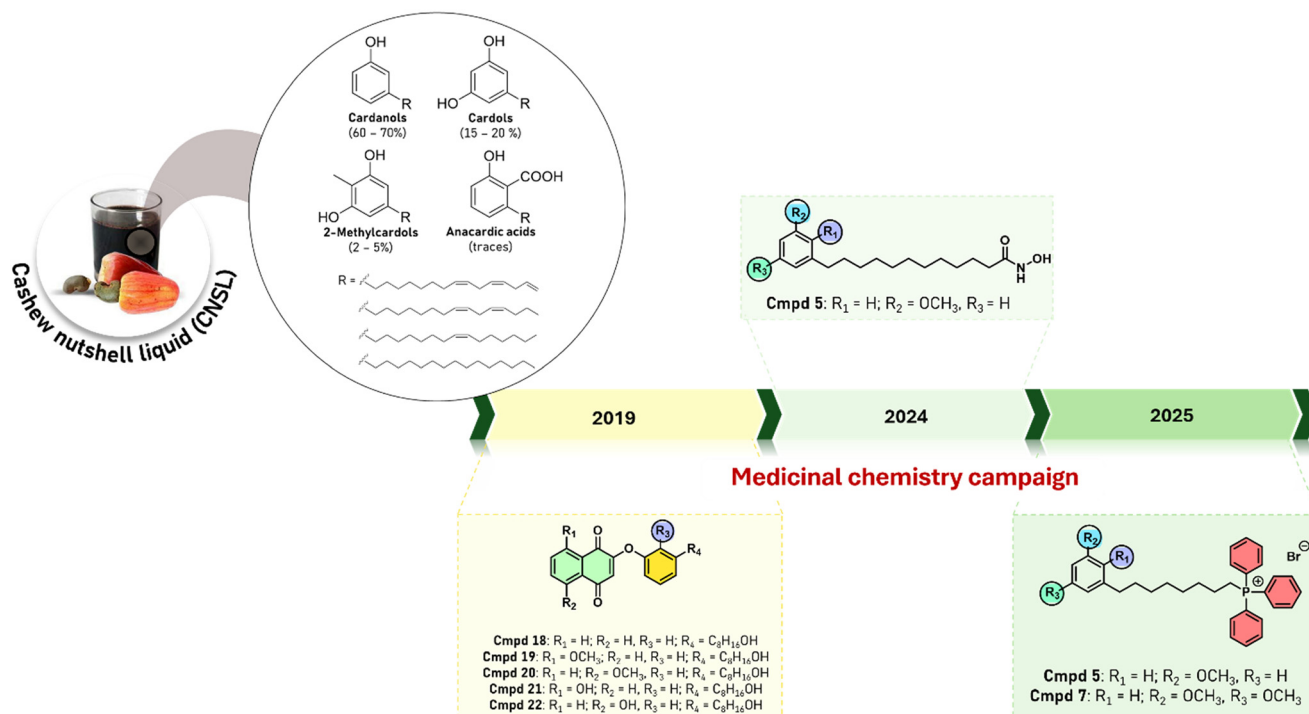 Cashew nutshell liquid (CNSL)
OH
R
Cardanols
(60 – 70%)
OH
HO
R
Cardols
(15 – 20 %)
OH
HO
R
2-Methylcardols
(2 – 5%)
OH
COOH
R
Anacardic acids
(traces)
R =
R₂
R₁
R₃
O
N
H
OH
Cmpd 5: R₁ = H; R₂ = OCH₃, R₃ = H
2019
2024
2025
Medicinal chemistry campaign
R₁
O
O
R₃
R₄
R₂
O
Cmpd 18: R₁ = H; R₂ = H, R₃ = H; R₄ = C₈H₁₆OH
Cmpd 19: R₁ = OCH₃; R₂ = H, R₃ = H; R₄ = C₈H₁₆OH
Cmpd 20: R₁ = H; R₂ = OCH₃, R₃ = H; R₄ = C₈H₁₆OH
Cmpd 21: R₁ = OH; R₂ = H, R₃ = H; R₄ = C₈H₁₆OH
Cmpd 22: R₁ = H; R₂ = OH, R₃ = H; R₄ = C₈H₁₆OH
R₂
R₁
R₃
P
+
Br⊖
Cmpd 5: R₁ = H; R₂ = OCH₃, R₃ = H
Cmpd 7: R₁ = H; R₂ = OCH₃, R₃ = OCH₃